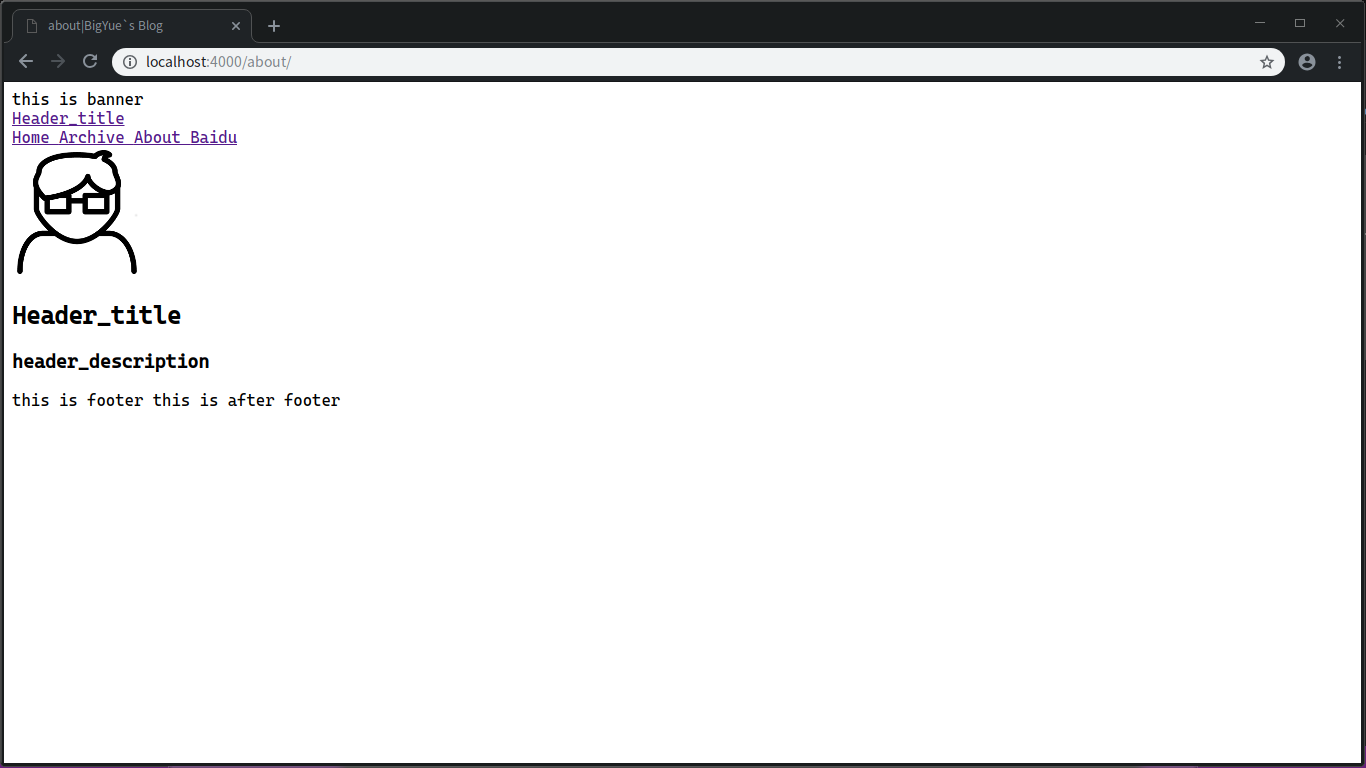 about|BigYue`s Blog
localhost:4000/about/
this is banner
Header_title
Home Archive About Baidu
Header_title
header_description
this is footer this is after footer